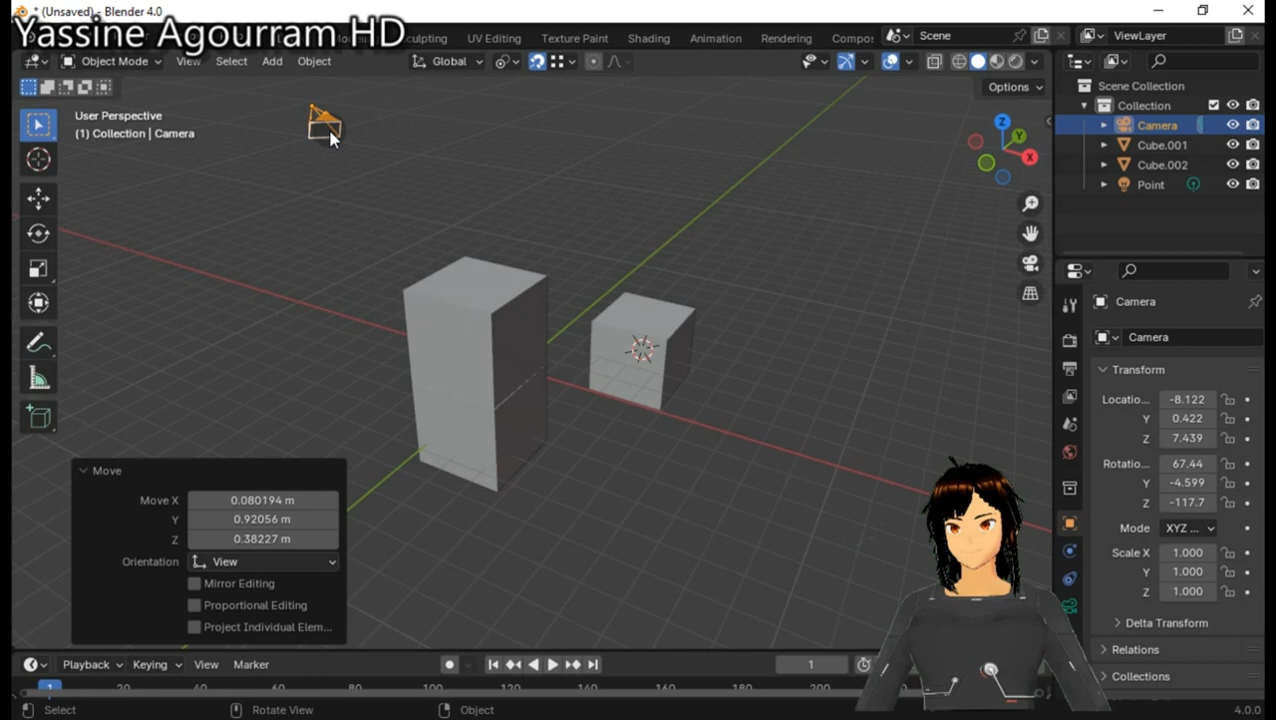 * (Unsaved) - Blender 4.0
Yassine Agourram HD
UV Editing
Texture Paint
Shading
Animation
Rendering
Compos
Scene
ViewLayer
Object Mode
View
Select
Add
Object
Global
Options
User Perspective
(1) Collection | Camera
Z
Y
X
Scene Collection
Collection
Camera
Cube.001
Cube.002
Point
Camera
Camera
Transform
Locatio... -8.122
Y 0.422
Z 7.439
Rotatio... 67.44
Y -4.599
Z -117.7
Mode XYZ ...
Scale X 1.000
Y 1.000
Z 1.000
Delta Transform
Relations
Collections
Move
Move X 0.080194 m
Y 0.92056 m
Z 0.38227 m
Orientation View
Mirror Editing
Proportional Editing
Project Individual Elem...
Playback
Keying
View
Marker
1
1 20 100 120 140 160 180 200
Select
Rotate View
Object
4.0.0